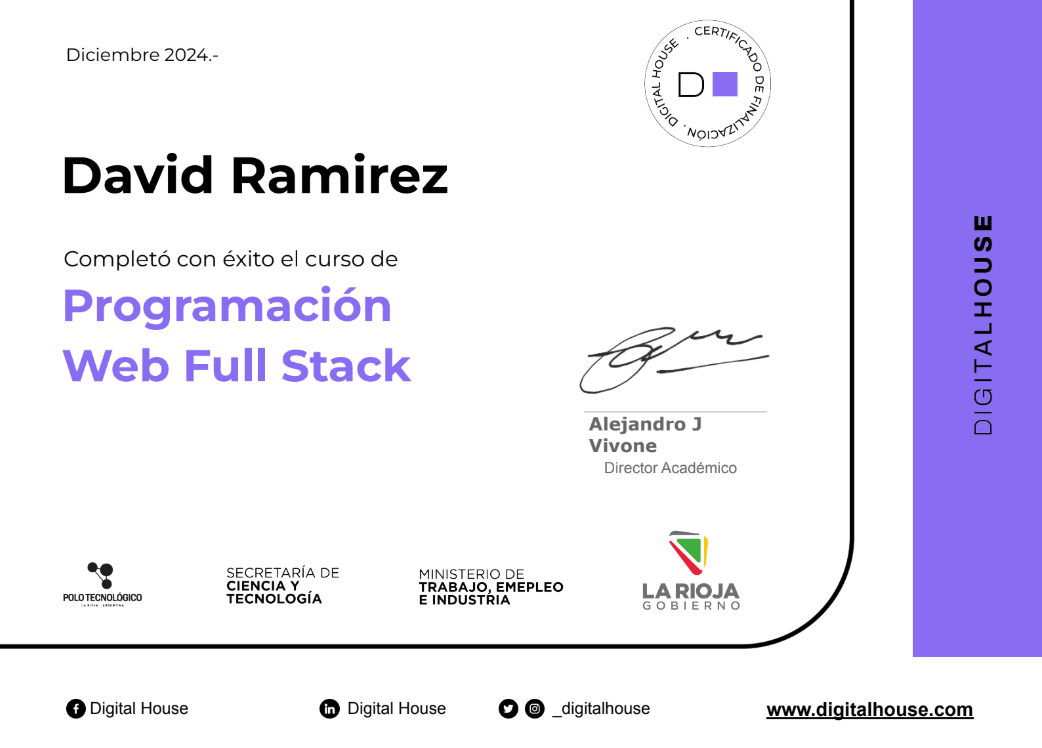 Diciembre 2024.-
DIGITAL HOUSE . CERTIFICADO DE FINALIZACIÓN .
D
David Ramirez
Completó con éxito el curso de
Programación
Web Full Stack
DIGITALHOUSE
Alejandro J
Vivone
Director Académico
POLO TECNOLÓGICO
LA RIOJA - ARGENTINA
SECRETARÍA DE
CIENCIA Y
TECNOLOGÍA
MINISTERIO DE
TRABAJO, EMPLEO
E INDUSTRIA
LA RIOJA
GOBIERNO
Digital House
Digital House
_digitalhouse
www.digitalhouse.com